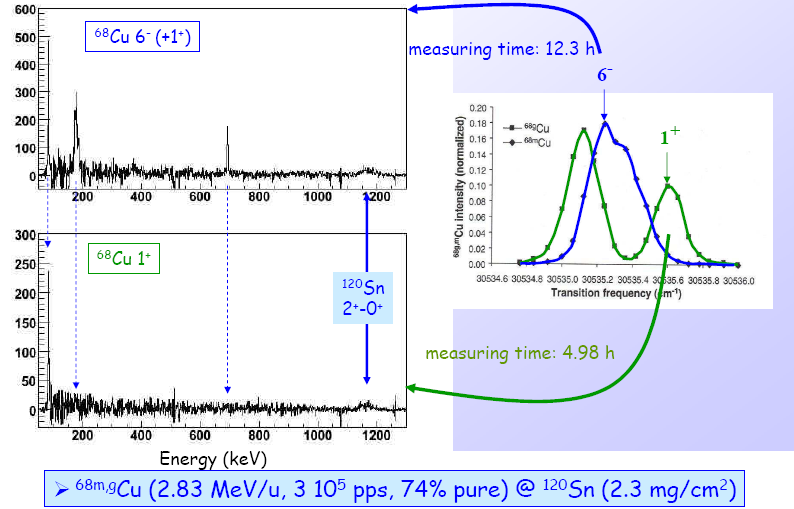 600
500
400
300
200
100
0
⁶⁸Cu 6⁻ (+1⁺)
200 400 600 800 1000 1200
measuring time: 12.3 h
6⁻
1⁺
0.20
0.18
0.16
0.14
0.12
0.10
0.08
0.06
0.04
0.02
0.00
⁶⁸ᵍCu
⁶⁸ᵐCu
⁶⁸ᵍ,ᵐCu intensity (normalized)
30534.6 30534.8 30535.0 30535.2 30535.4 30535.6 30535.8 30536.0
Transition frequency (cm⁻¹)
300
250
200
150
100
50
0
⁶⁸Cu 1⁺
¹²⁰Sn
2⁺-0⁺
200 400 600 800 1000 1200
Energy (keV)
measuring time: 4.98 h
➢ ⁶⁸ᵐ,ᵍCu (2.83 MeV/u, 3 10⁵ pps, 74% pure) @ ¹²⁰Sn (2.3 mg/cm²)